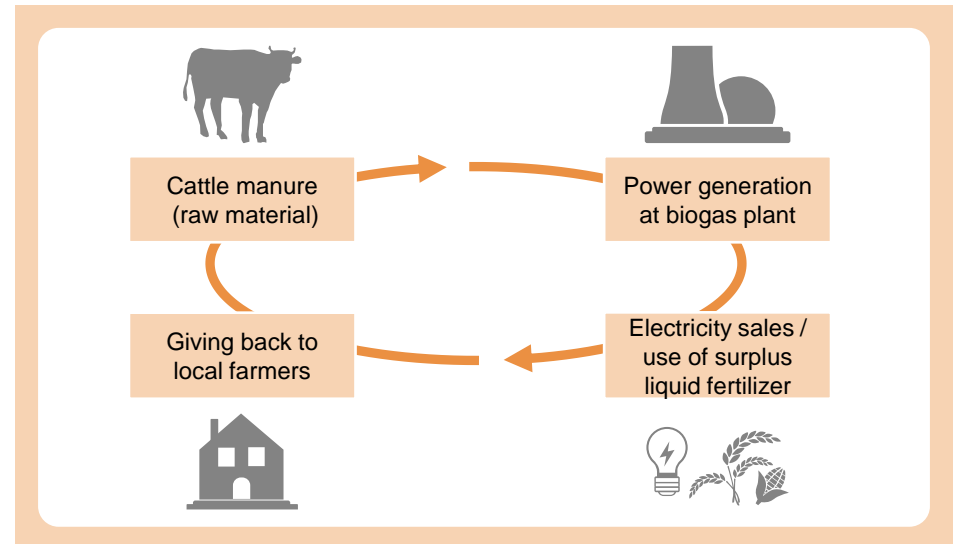 Cattle manure
(raw material)
Power generation
at biogas plant
Giving back to
local farmers
Electricity sales /
use of surplus
liquid fertilizer